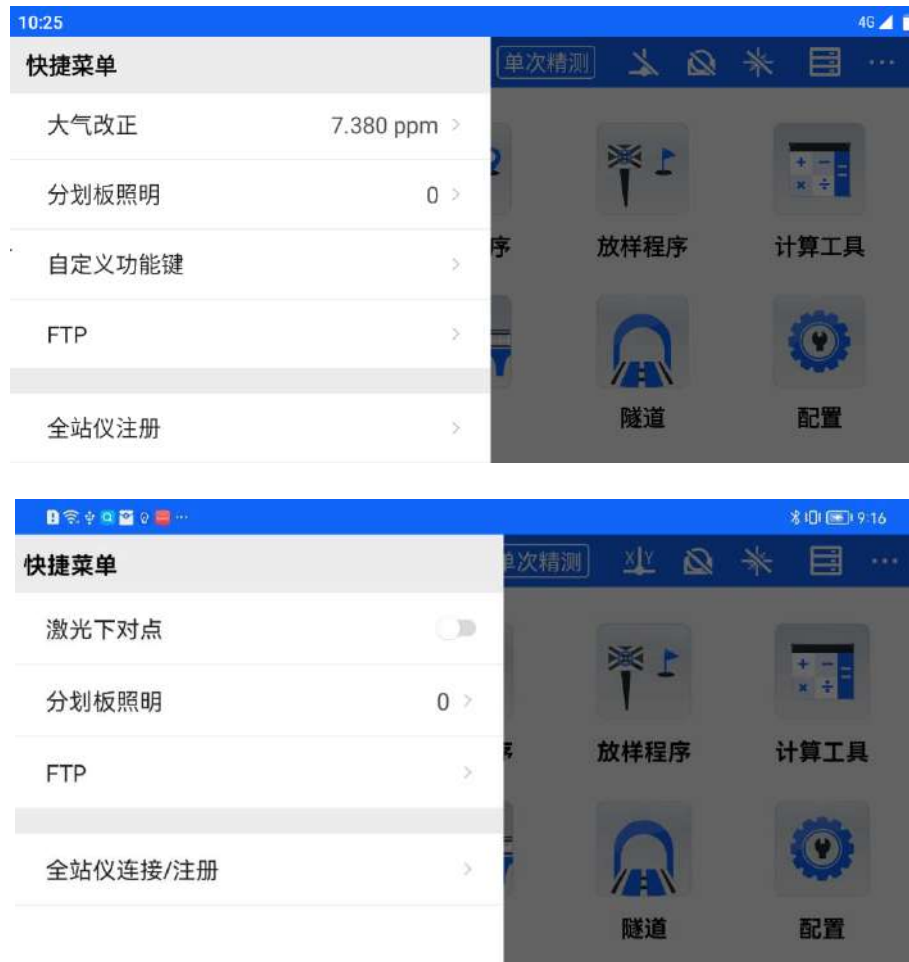 10:25
4G
快捷菜单
单次精测
大气改正 7.380 ppm
分划板照明 0
自定义功能键
FTP
全站仪注册
序 放样程序 计算工具
隧道 配置
9:16
快捷菜单
单次精测
激光下对点
分划板照明 0
FTP
全站仪连接/注册
放样程序 计算工具
隧道 配置